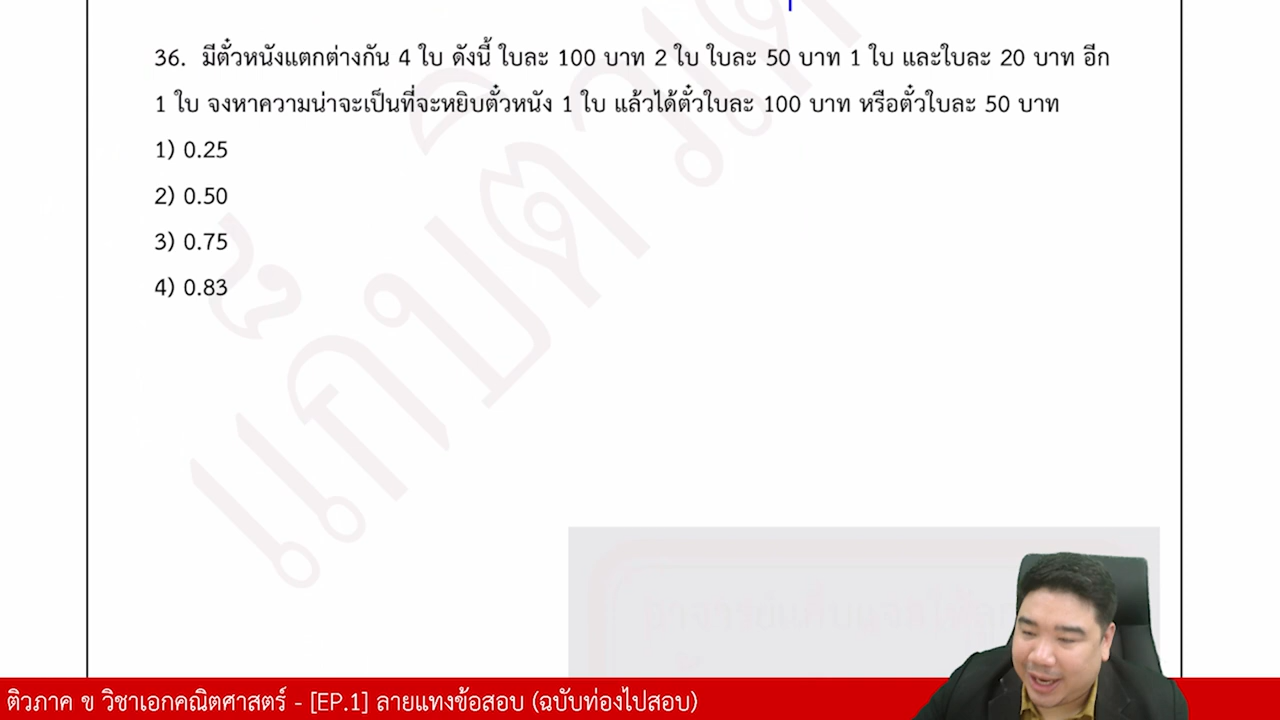 36. มีตั๋วหนังแตกต่างกัน 4 ใบ ดังนี้ ใบละ 100 บาท 2 ใบ ใบละ 50 บาท 1 ใบ และใบละ 20 บาท อีก
1 ใบ จงหาความน่าจะเป็นที่จะหยิบตั๋วหนัง 1 ใบ แล้วได้ตั๋วใบละ 100 บาท หรือตั๋วใบละ 50 บาท
1) 0.25
2) 0.50
3) 0.75
4) 0.83
ติวภาค ข วิชาเอกคณิตศาสตร์ - [EP.1] ลายแทงข้อสอบ (ฉบับท่องไปสอบ)